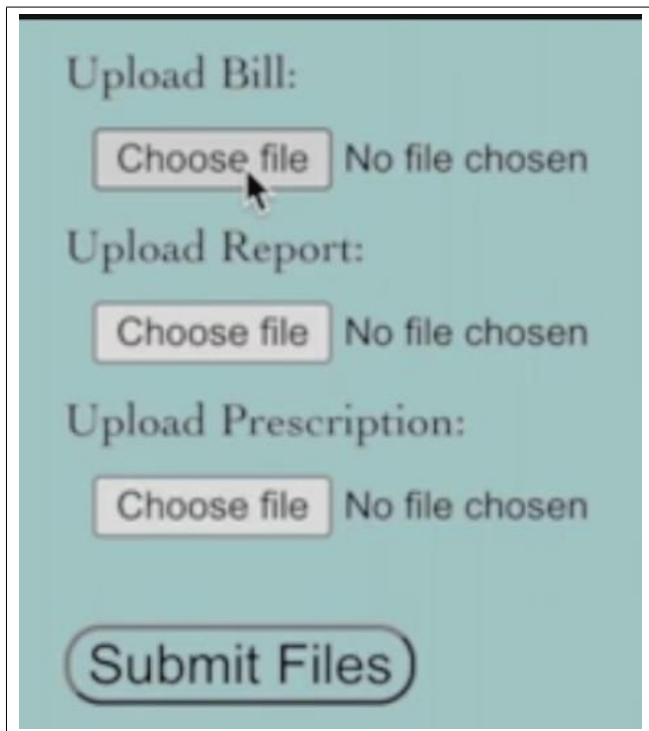 Upload Bill:
Choose file No file chosen
Upload Report:
Choose file No file chosen
Upload Prescription:
Choose file No file chosen
Submit Files